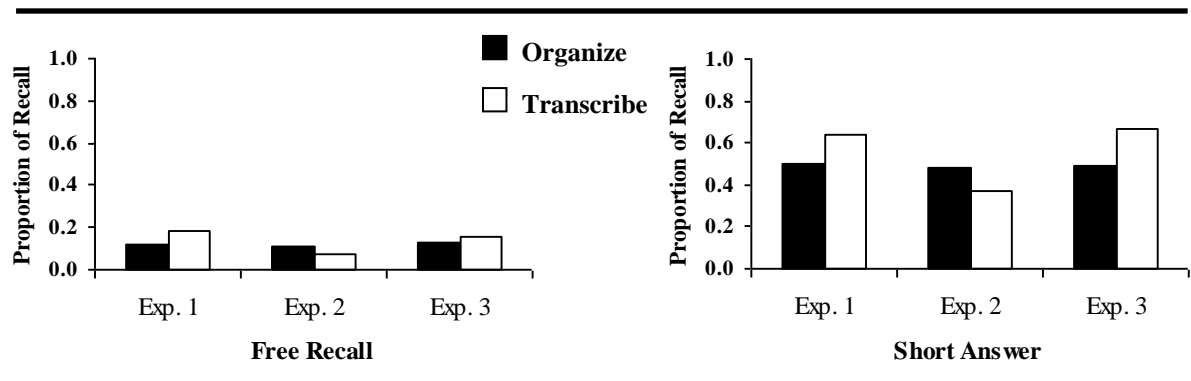 Proportion of Recall
1.0
0.8
0.6
0.4
0.2
0.0
Exp. 1 Exp. 2 Exp. 3
Free Recall
Organize
Transcribe
Proportion of Recall
1.0
0.8
0.6
0.4
0.2
0.0
Exp. 1 Exp. 2 Exp. 3
Short Answer